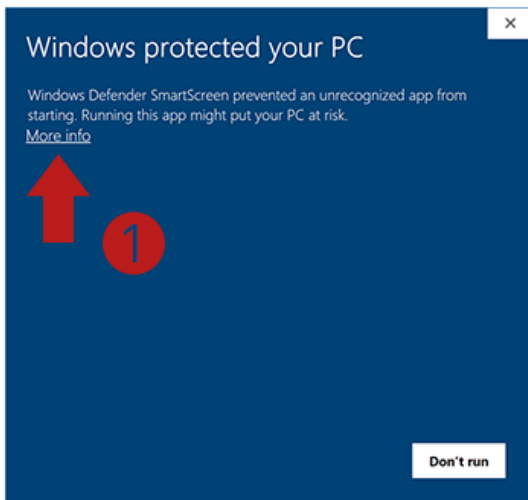 Windows protected your PC
Windows Defender SmartScreen prevented an unrecognized app from
starting. Running this app might put your PC at risk.
More info
1
Don't run